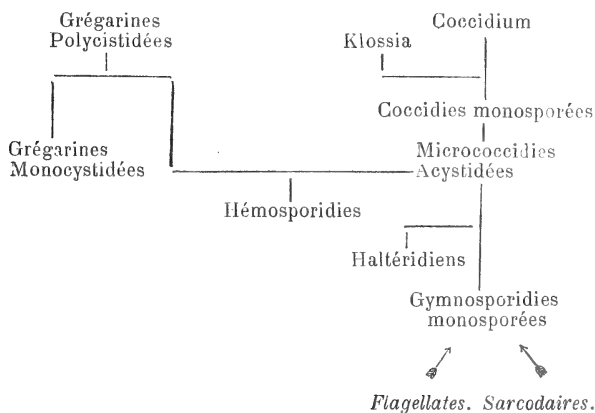 Grégarines
Polycistidées
Coccidium
Klossia
Coccidies monosporées
Grégarines
Monocystidées
Micrococcidies
Acystidées
Hémosporidies
Haltéridiens
Gymnosporidies
monosporées
Flagellates. Sarcodaires.